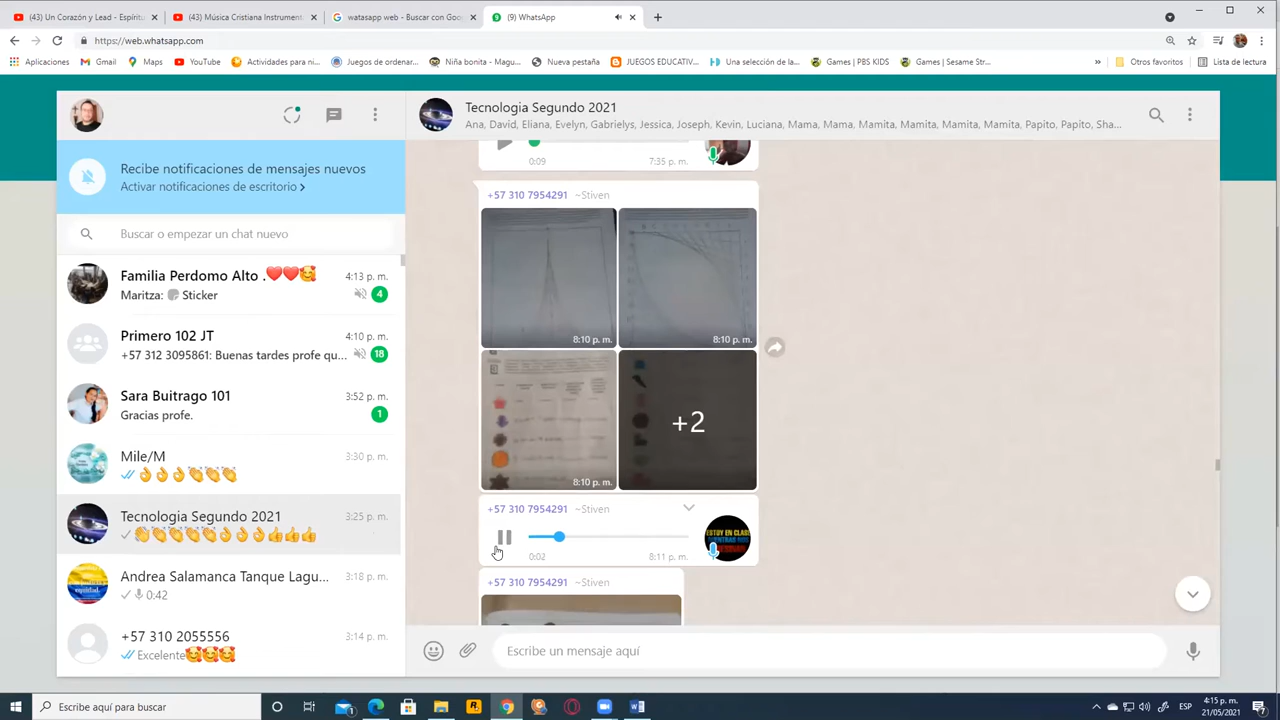 (43) Un Corazón y Lead - Espirit
(43) Música Cristiana Instrument
watasapp web - Buscar con Goo
(9) WhatsApp
https://web.whatsapp.com
Aplicaciones
Gmail
Maps
YouTube
Actividades para ni...
Juegos de ordenar...
Niña bonita - Magu...
Nueva pestaña
JUEGOS EDUCATIV...
Una selección de la...
Games | PBS KIDS
Games | Sesame Str...
»
Otros favoritos
Lista de lectura
Recibe notificaciones de mensajes nuevos
Activar notificaciones de escritorio >
Buscar o empezar un chat nuevo
Familia Perdomo Alto .❤️❤️🥰 4:13 p. m.
Maritza: Sticker 4
Primero 102 JT 4:10 p. m.
+57 312 3095861: Buenas tardes profe qu... 18
Sara Buitrago 101 3:52 p. m.
Gracias profe. 1
Mile/M 3:30 p. m.
👌👌👌👏👏👏
Tecnologia Segundo 2021 3:25 p. m.
👏👏👏👏👏👌👌👌👍👍👍
Andrea Salamanca Tanque Lagu... 3:18 p. m.
0:42
+57 310 2055556 3:14 p. m.
Excelente🥰🥰🥰
Tecnologia Segundo 2021
Ana, David, Eliana, Evelyn, Gabrielys, Jessica, Joseph, Kevin, Luciana, Mama, Mama, Mamita, Mamita, Mamita, Mamita, Papito, Papito, Sha...
0:09 7:35 p. m.
+57 310 7954291 ~Stiven
8:10 p. m.
8:10 p. m.
8:10 p. m.
+2
+57 310 7954291 ~Stiven
ESTOY EN CLASE
0:02 8:11 p. m.
+57 310 7954291 ~Stiven
Escribe un mensaje aquí
Escribe aquí para buscar
ESP
4:15 p. m.
21/05/2021